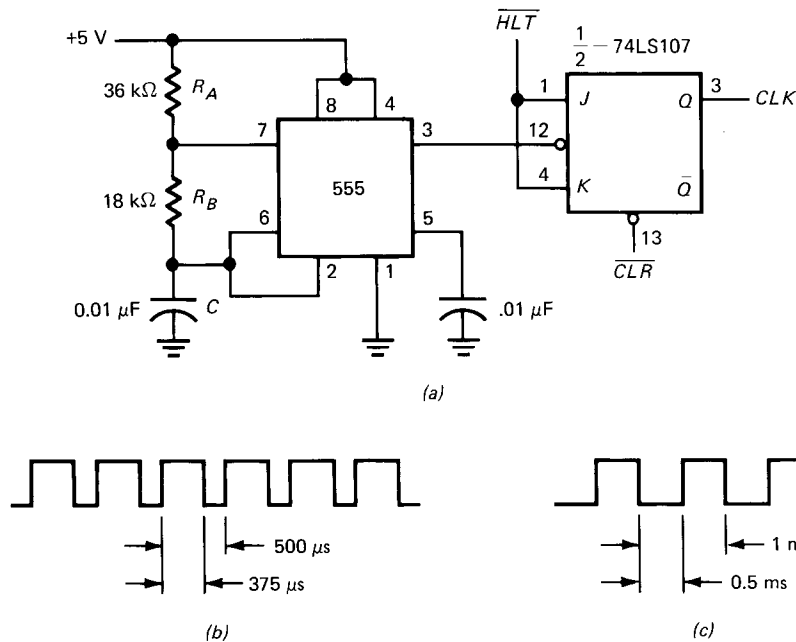 HLT
+5 V
1/2 – 74LS107
36 kΩ R_A
8 4
1 J Q 3 CLK
7 3 12
555
18 kΩ R_B
4 K Q̅
6 5
2 1
13
CLR
0.01 μF C
.01 μF
(a)
500 μs
375 μs
1 m
0.5 ms
(b)
(c)